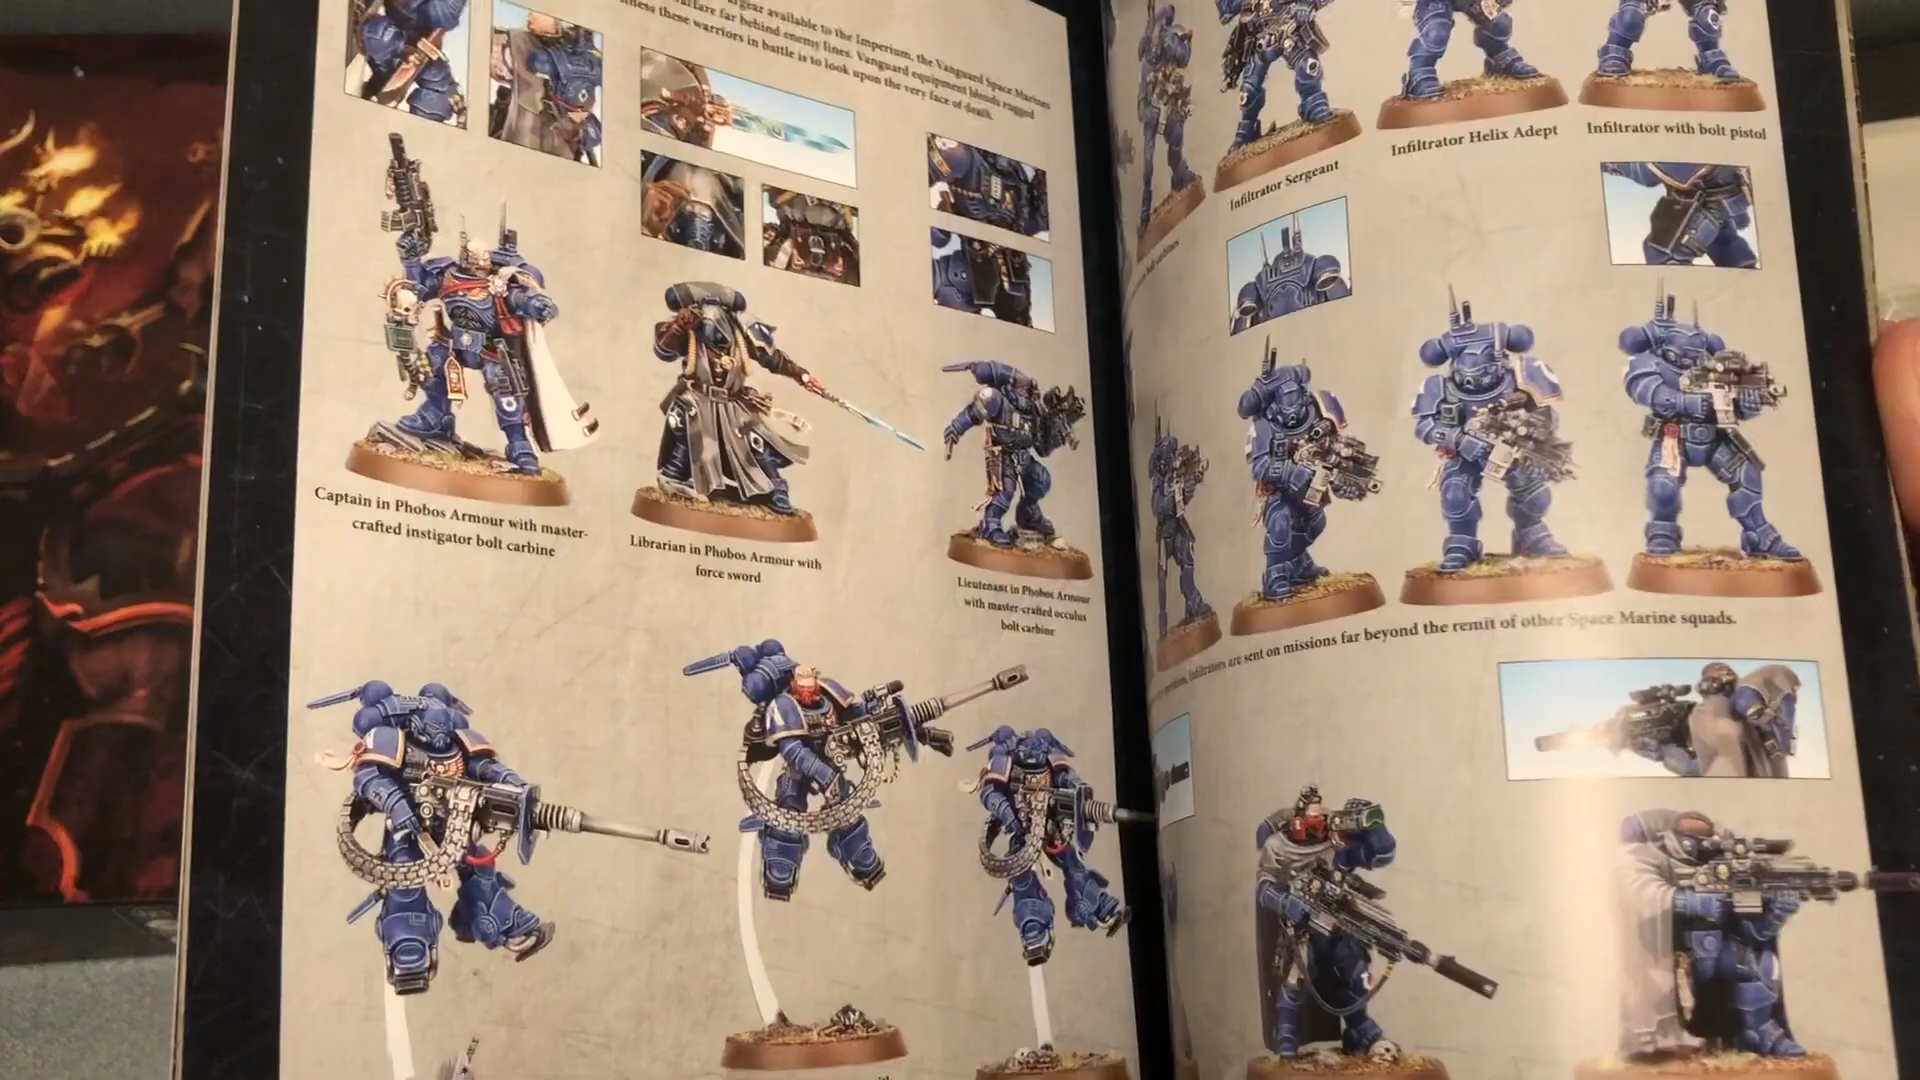 gear available to the Imperium, the Vanguard Space Marines
warfare far behind enemy lines. Vanguard equipment blends rugged
these warriors in battle is to look upon the very face of death.
Captain in Phobos Armour with master-
crafted instigator bolt carbine
Librarian in Phobos Armour with
force sword
Lieutenant in Phobos Armour
with master-crafted occulus
bolt carbine
Infiltrator Sergeant
Infiltrator Helix Adept
Infiltrator with bolt pistol
bolt carbines
Infiltrators are sent on missions far beyond the remit of other Space Marine squads.